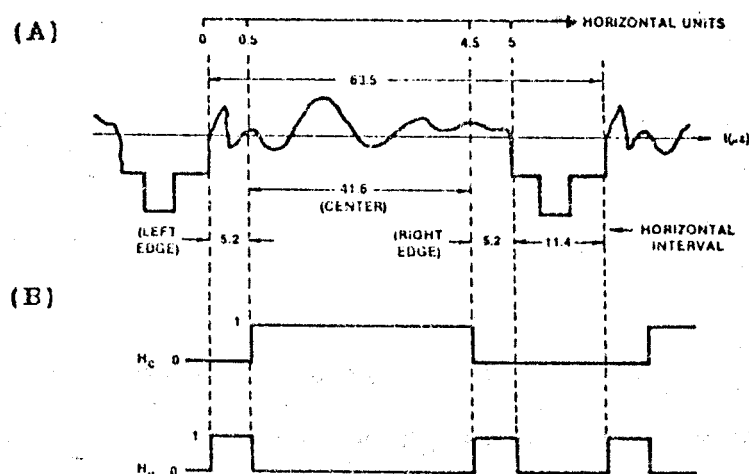 (A)
HORIZONTAL UNITS
0 0.5 4.5 5
63.5
t(μs)
41.6
(CENTER)
(LEFT EDGE)
5.2
(RIGHT EDGE)
5.2
11.4
HORIZONTAL INTERVAL
(B)
1
H_C 0
1
0